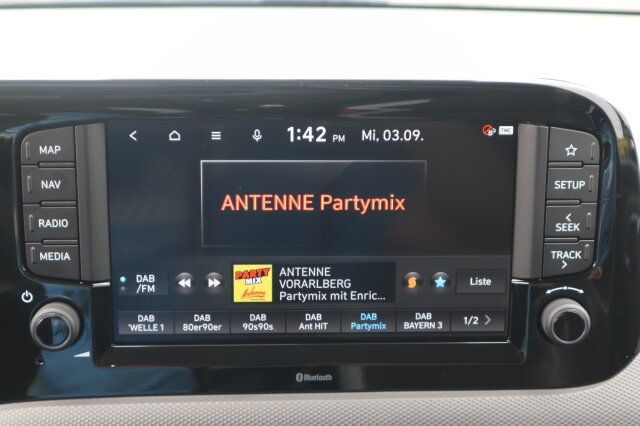 MAP
NAV
RADIO
MEDIA
1:42 PM Mi, 03.09.
TMC
ANTENNE Partymix
DAB
/FM
PARTY
MIX
Antenne
ANTENNE
VORARLBERG
Partymix mit Enric...
Liste
DAB
'WELLE 1
DAB
80er90er
DAB
90s90s
DAB
Ant HIT
DAB
Partymix
DAB
BAYERN 3
1/2
SETUP
SEEK
TRACK
Bluetooth